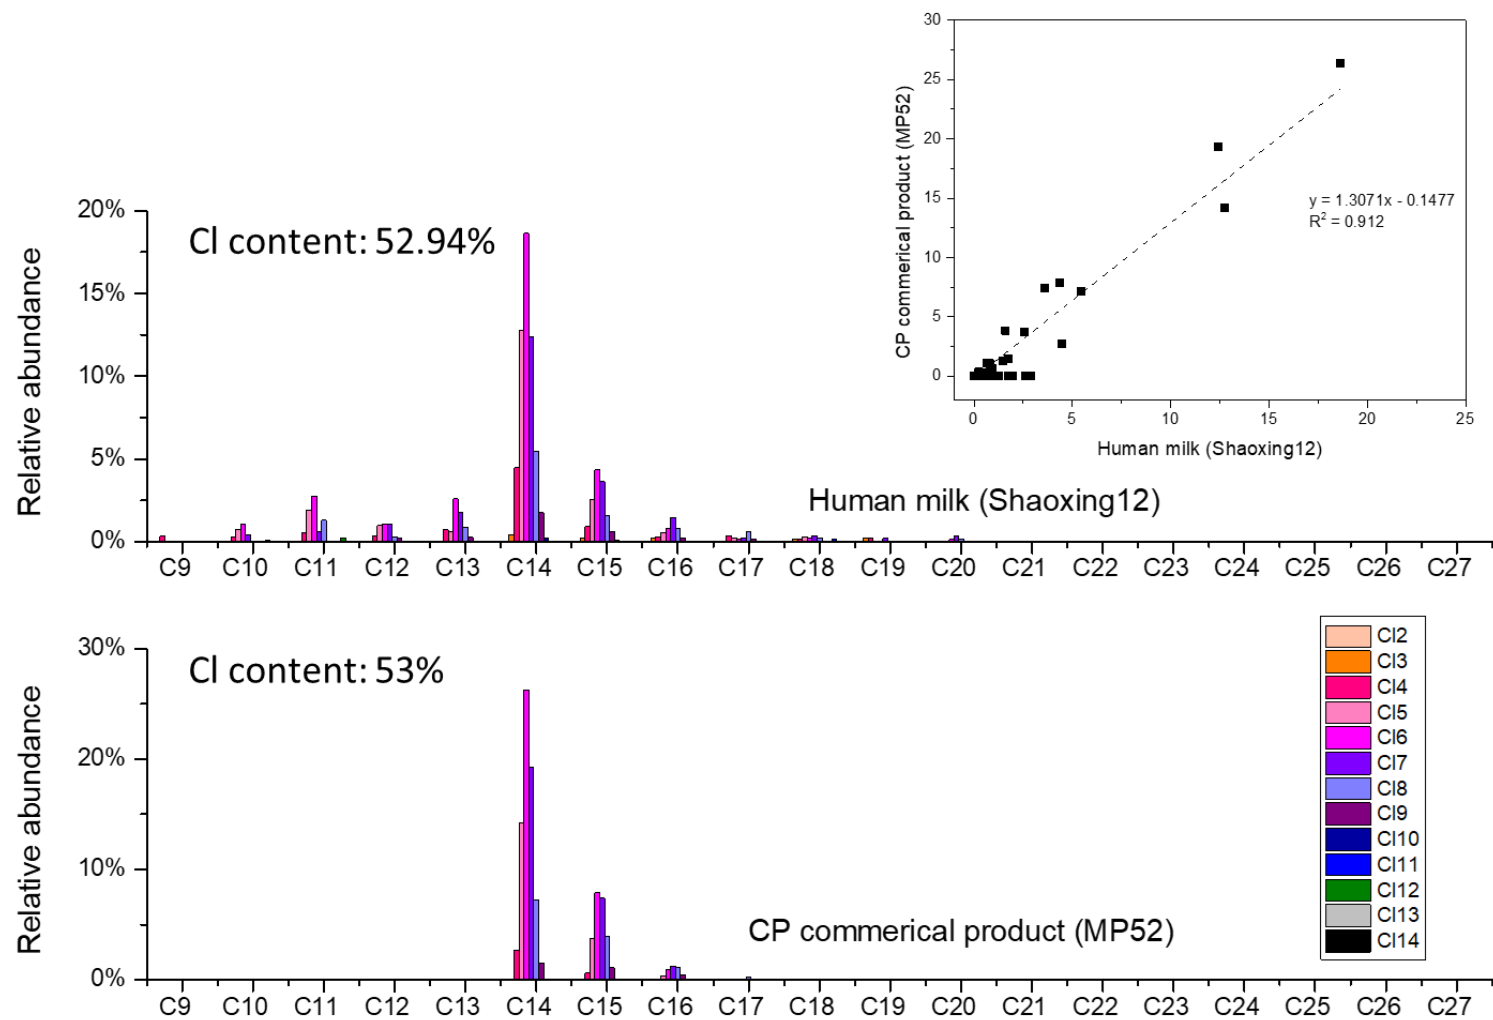 30
25
20
15
10
5
0
CP commerical product (MP52)
y = 1.3071x - 0.1477
R² = 0.912
0 5 10 15 20 25
Human milk (Shaoxing12)
20%
15%
10%
5%
0%
Relative abundance
Cl content: 52.94%
Human milk (Shaoxing12)
C9 C10 C11 C12 C13 C14 C15 C16 C17 C18 C19 C20 C21 C22 C23 C24 C25 C26 C27
30%
20%
10%
0%
Relative abundance
Cl content: 53%
CP commerical product (MP52)
Cl2
Cl3
Cl4
Cl5
Cl6
Cl7
Cl8
Cl9
Cl10
Cl11
Cl12
Cl13
Cl14
C9 C10 C11 C12 C13 C14 C15 C16 C17 C18 C19 C20 C21 C22 C23 C24 C25 C26 C27